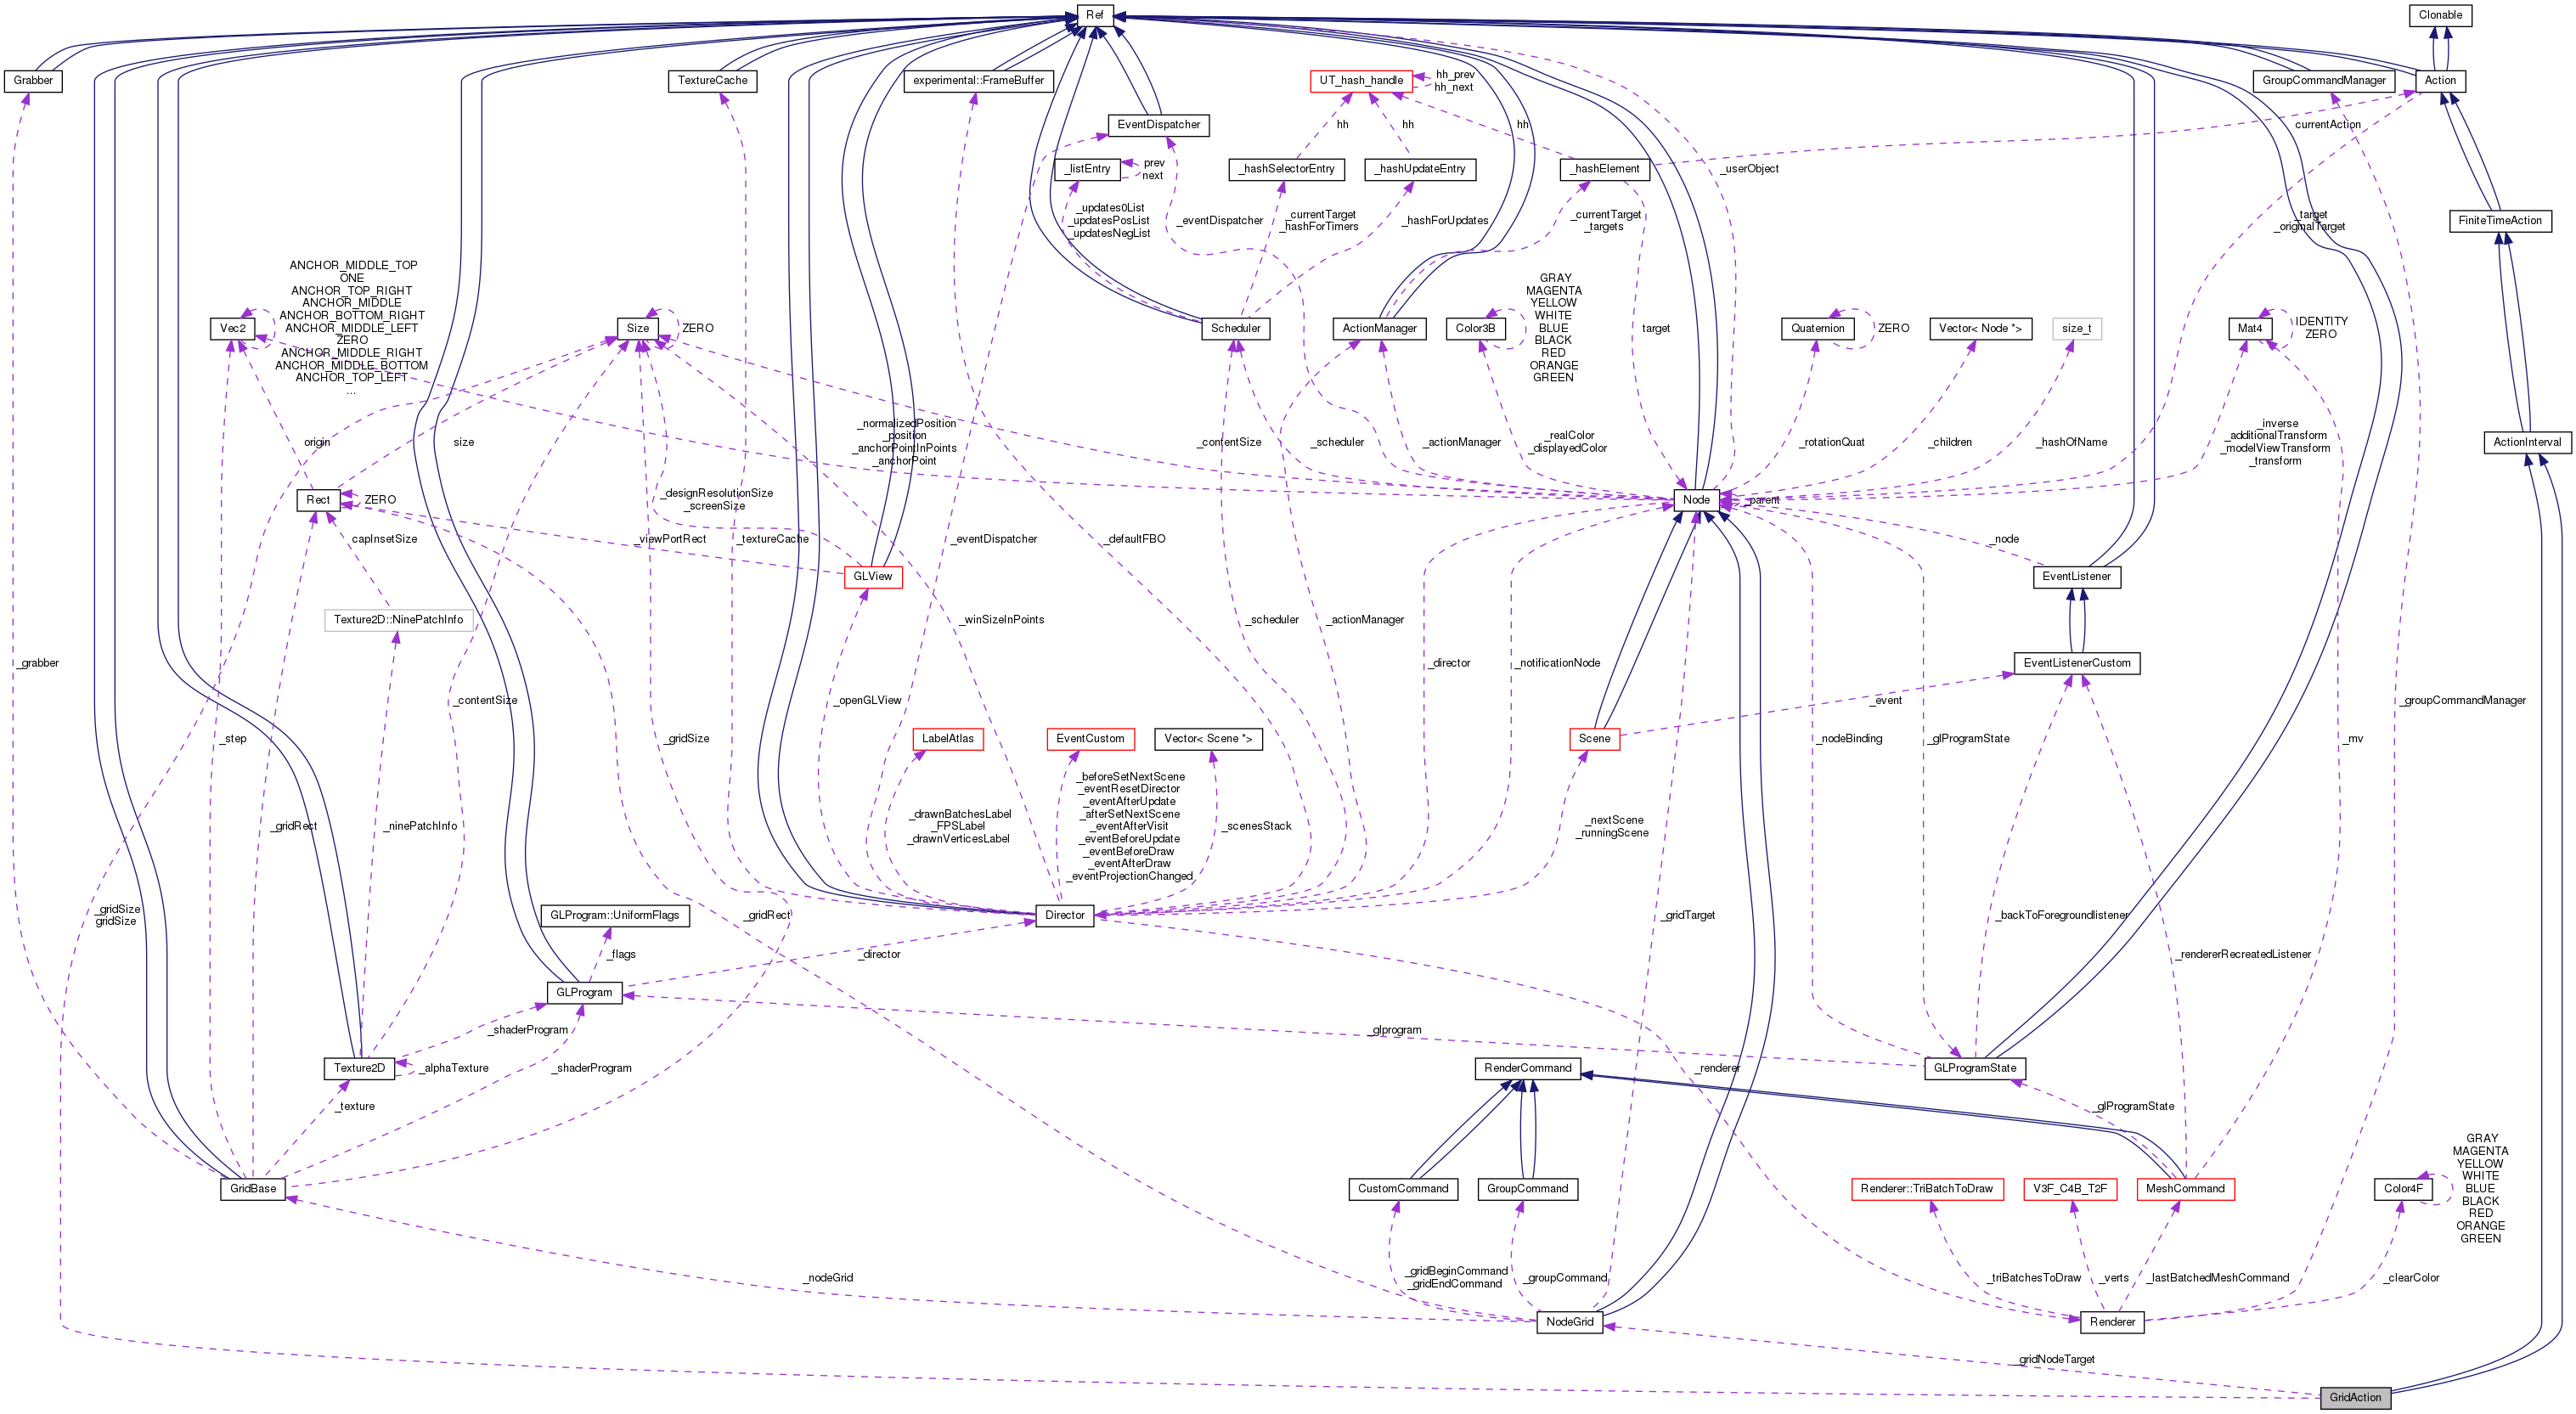 Ref
Clonable
Grabber
TextureCache
experimental::FrameBuffer
UT_hash_handle
hh_prev
hh_next
GroupCommandManager
Action
EventDispatcher
hh
hh
hh
currentAction
_listEntry
prev
next
_hashSelectorEntry
_hashUpdateEntry
_hashElement
_userObject
_updates0List
_updatesPosList
_updatesNegList
_eventDispatcher
_currentTarget
_hashForTimers
_hashForUpdates
_currentTarget
_targets
_target
_originalTarget
FiniteTimeAction
ANCHOR_MIDDLE_TOP
ONE
ANCHOR_TOP_RIGHT
ANCHOR_MIDDLE
ANCHOR_BOTTOM_RIGHT
ANCHOR_MIDDLE_LEFT
ZERO
ANCHOR_MIDDLE_RIGHT
ANCHOR_MIDDLE_BOTTOM
ANCHOR_TOP_LEFT
...
Vec2
Size
ZERO
Scheduler
ActionManager
Color3B
GRAY
MAGENTA
YELLOW
WHITE
BLUE
BLACK
RED
ORANGE
GREEN
target
Quaternion
ZERO
Vector< Node *>
size_t
Mat4
IDENTITY
ZERO
origin
size
_normalizedPosition
_position
_anchorPointInPoints
_anchorPoint
_contentSize
_scheduler
_actionManager
_realColor
_displayedColor
_rotationQuat
_children
_hashOfName
_inverse
_additionalTransform
_modelViewTransform
_transform
ActionInterval
Rect
ZERO
_designResolutionSize
_screenSize
Node
_parent
capInsetSize
_viewPortRect
_textureCache
_eventDispatcher
_defaultFBO
_node
GLView
EventListener
Texture2D::NinePatchInfo
_winSizeInPoints
_scheduler
_actionManager
_grabber
_director
_notificationNode
EventListenerCustom
_contentSize
_openGLView
_event
_groupCommandManager
_step
_gridSize
LabelAtlas
EventCustom
Vector< Scene *>
Scene
_nodeBinding
_glProgramState
_mv
_gridRect
_ninePatchInfo
_drawnBatchesLabel
_FPSLabel
_drawnVerticesLabel
_beforeSetNextScene
_eventResetDirector
_eventAfterUpdate
_afterSetNextScene
_eventAfterVisit
_eventBeforeUpdate
_eventBeforeDraw
_eventAfterDraw
_eventProjectionChanged
_scenesStack
_nextScene
_runningScene
_gridSize
gridSize
GLProgram::UniformFlags
_gridRect
Director
_gridTarget
_backToForegroundlistener
_flags
_director
_rendererRecreatedListener
GLProgram
_shaderProgram
_glprogram
Texture2D
_alphaTexture
_shaderProgram
RenderCommand
_renderer
GLProgramState
_texture
_glProgramState
GRAY
MAGENTA
YELLOW
WHITE
BLUE
BLACK
RED
ORANGE
GREEN
GridBase
CustomCommand
GroupCommand
Renderer::TriBatchToDraw
V3F_C4B_T2F
MeshCommand
Color4F
_nodeGrid
_gridBeginCommand
_gridEndCommand
_groupCommand
_triBatchesToDraw
_verts
_lastBatchedMeshCommand
_clearColor
NodeGrid
Renderer
_gridNodeTarget
GridAction